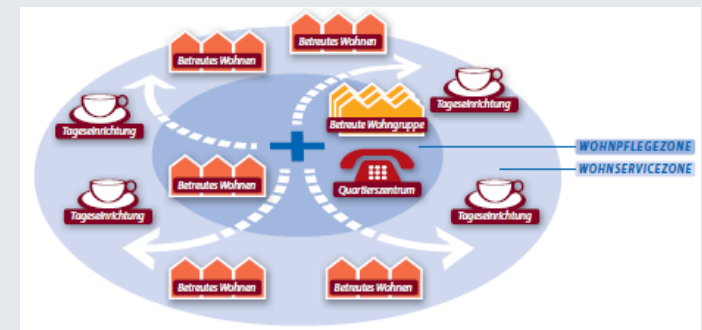 Betreutes Wohnen
Betreutes Wohnen
Tageseinrichtung
Tageseinrichtung
Betreute Wohngruppe
WOHNPFLEGEZONE
WOHNSERVICEZONE
Betreutes Wohnen
Quartierszentrum
Tageseinrichtung
Tageseinrichtung
Betreutes Wohnen
Betreutes Wohnen